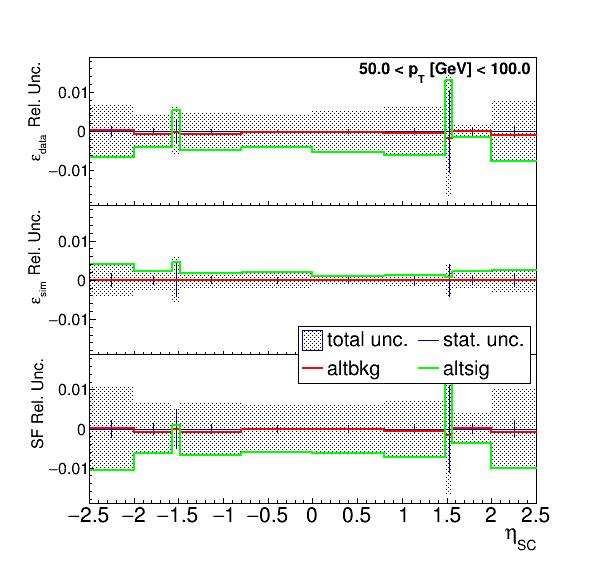 50.0 < p_T [GeV] < 100.0
ε_data Rel. Unc.
0.01
0
−0.01
ε_sim Rel. Unc.
0.01
0
−0.01
total unc. stat. unc.
altbkg altsig
SF Rel. Unc.
0.01
0
−0.01
−2.5 −2 −1.5 −1 −0.5 0 0.5 1 1.5 2 2.5
η_SC